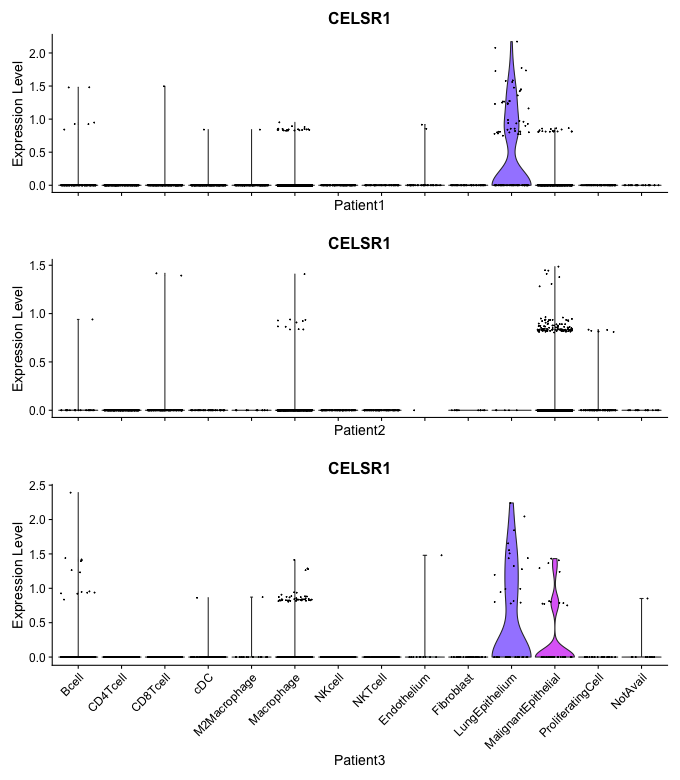 CELSR1
Expression Level
2.0
1.5
1.0
0.5
0.0
Patient1
CELSR1
Expression Level
1.5
1.0
0.5
0.0
Patient2
CELSR1
Expression Level
2.5
2.0
1.5
1.0
0.5
0.0
Bcell
CD4Tcell
CD8Tcell
cDC
M2Macrophage
Macrophage
NKcell
NKTcell
Endothelium
Fibroblast
LungEpithelium
MalignantEpithelial
ProliferatingCell
NotAvail
Patient3